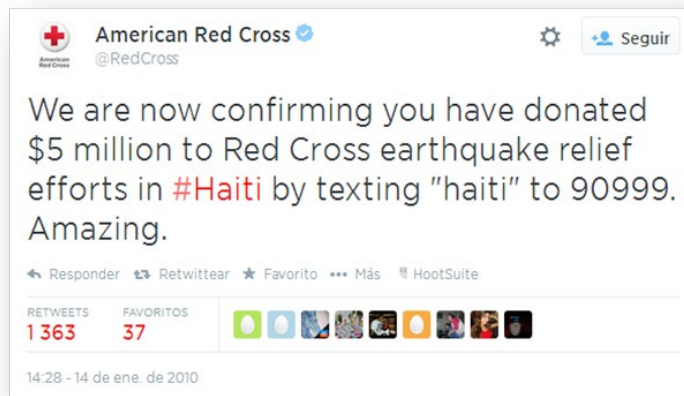 American Red Cross
@RedCross
American
Red Cross
Seguir
We are now confirming you have donated
$5 million to Red Cross earthquake relief
efforts in #Haiti by texting "haiti" to 90999.
Amazing.
Responder Retwittear Favorito Más HootSuite
RETWEETS FAVORITOS
1 363 37
14:28 - 14 de ene. de 2010